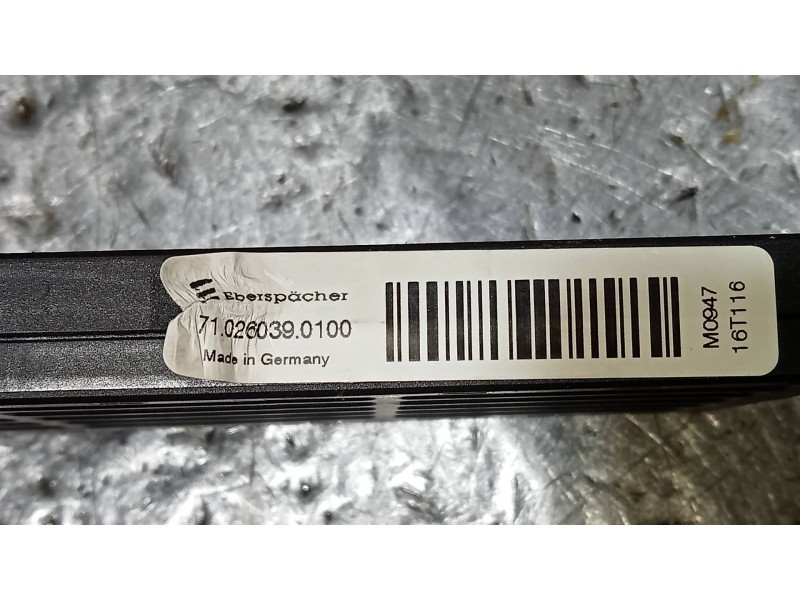 Eberspächer
71.026039.0100
Made in Germany
M0947
16T116